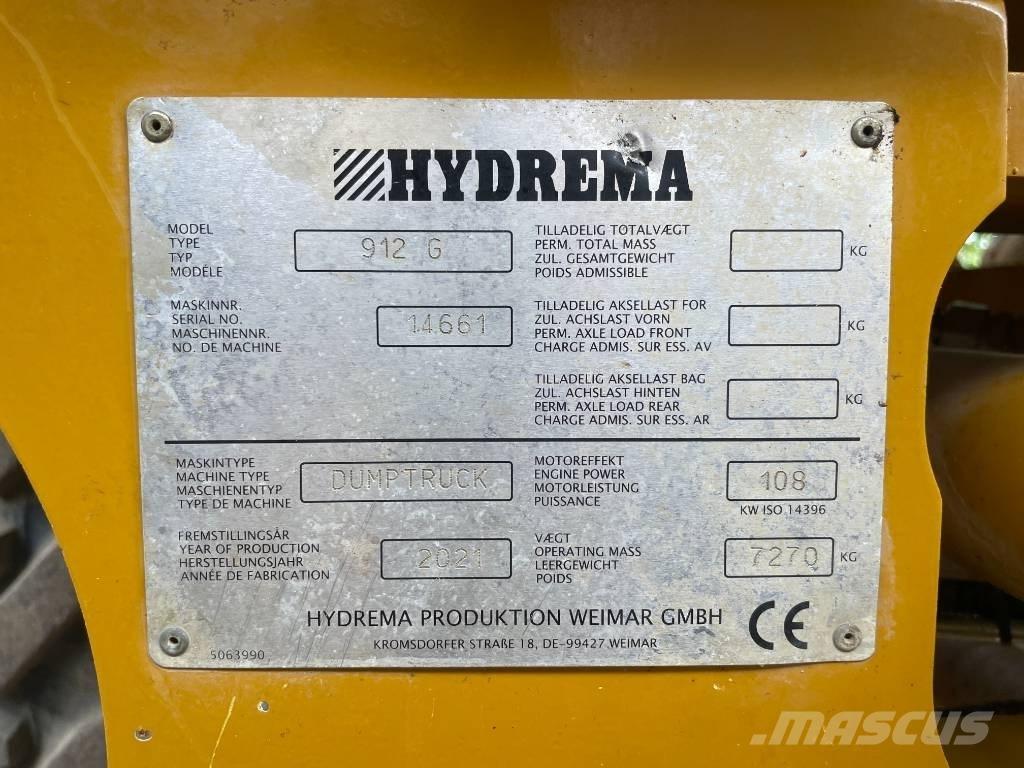 HYDREMA
MODEL
TYPE
TYP
MODÉLE
912 G
MASKINNR.
SERIAL NO.
MASCHINENNR.
NO. DE MACHINE
14661
TILLADELIG TOTALVÆGT
PERM. TOTAL MASS
ZUL. GESAMTGEWICHT
POIDS ADMISSIBLE
KG
TILLADELIG AKSELLAST FOR
ZUL. ACHSLAST VORN
PERM. AXLE LOAD FRONT
CHARGE ADMIS. SUR ESS. AV
KG
TILLADELIG AKSELLAST BAG
ZUL. ACHSLAST HINTEN
PERM. AXLE LOAD REAR
CHARGE ADMIS. SUR ESS. AR
KG
MASKINTYPE
MACHINE TYPE
MASCHIENENTYP
TYPE DE MACHINE
DUMPTRUCK
MOTOREFFEKT
ENGINE POWER
MOTORLEISTUNG
PUISSANCE
108
KW ISO 14396
FREMSTILLINGSÅR
YEAR OF PRODUCTION
HERSTELLUNGSJAHR
ANNÉE DE FABRICATION
2021
VÆGT
OPERATING MASS
LEERGEWICHT
POIDS
7270 KG
HYDREMA PRODUKTION WEIMAR GMBH
KROMSDORFER STRAßE 18, DE-99427 WEIMAR
CE
5063990
MASCUS